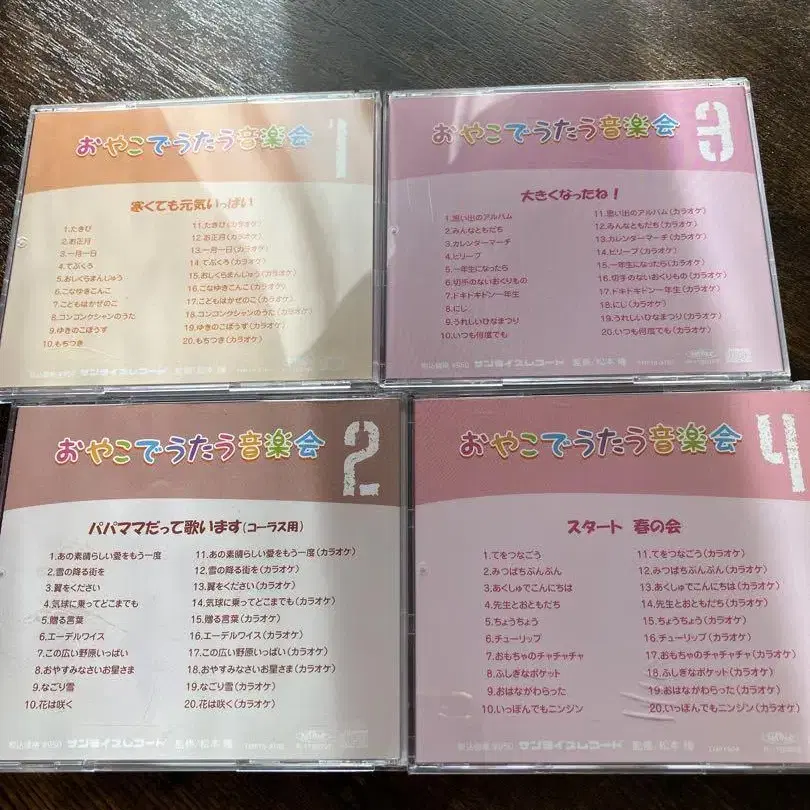 おやこでうたう音楽会
1
寒くても元気いっぱい
1.たきび
2.お正月
3.一月一日
4.てぶくろ
5.おしくらまんじゅう
6.こなゆきこんこ
7.こどもはかぜのこ
8.コンコンクシャンのうた
9.ゆきのこぼうず
10.もちつき
11.たきび(カラオケ)
12.お正月(カラオケ)
13.一月一日(カラオケ)
14.てぶくろ(カラオケ)
15.おしくらまんじゅう(カラオケ)
16.こなゆきこんこ(カラオケ)
17.こどもはかぜのこ(カラオケ)
18.コンコンクシャンのうた(カラオケ)
19.ゆきのこぼうず(カラオケ)
20.もちつき(カラオケ)
サンライズレコード
おやこでうたう音楽会
3
大きくなったね!
1.思い出のアルバム
2.みんなともだち
3.カレンダーマーチ
4.ビリーブ
5.一年生になったら
6.切手のないおくりもの
7.ドキドキドン一年生
8.にじ
9.うれしいひなまつり
10.いつも何度でも
11.思い出のアルバム(カラオケ)
12.みんなともだち(カラオケ)
13.カレンダーマーチ(カラオケ)
14.ビリーブ(カラオケ)
15.一年生になったら(カラオケ)
16.切手のないおくりもの(カラオケ)
17.ドキドキドン一年生(カラオケ)
18.にじ(カラオケ)
19.うれしいひなまつり(カラオケ)
20.いつも何度でも(カラオケ)
サンライズレコード
おやこでうたう音楽会
2
パパママだって歌います(コーラス用)
1.あの素晴らしい愛をもう一度
2.雪の降る街を
3.翼をください
4.気球に乗ってどこまでも
5.贈る言葉
6.エーデルワイス
7.この広い野原いっぱい
8.おやすみなさいお星さま
9.なごり雪
10.花は咲く
11.あの素晴らしい愛をもう一度(カラオケ)
12.雪の降る街を(カラオケ)
13.翼をください(カラオケ)
14.気球に乗ってどこまでも(カラオケ)
15.贈る言葉(カラオケ)
16.エーデルワイス(カラオケ)
17.この広い野原いっぱい(カラオケ)
18.おやすみなさいお星さま(カラオケ)
19.なごり雪(カラオケ)
20.花は咲く(カラオケ)
サンライズレコード
おやこでうたう音楽会
4
スタート 春の会
1.てをつなごう
2.みつばちぶんぶん
3.あくしゅでこんにちは
4.先生とおともだち
5.ちょうちょう
6.チューリップ
7.おもちゃのチャチャチャ
8.ふしぎなポケット
9.おはながわらった
10.いっぽんでもニンジン
11.てをつなごう(カラオケ)
12.みつばちぶんぶん(カラオケ)
13.あくしゅでこんにちは(カラオケ)
14.先生とおともだち(カラオケ)
15.ちょうちょう(カラオケ)
16.チューリップ(カラオケ)
17.おもちゃのチャチャチャ(カラオケ)
18.ふしぎなポケット(カラオケ)
19.おはながわらった(カラオケ)
20.いっぽんでもニンジン(カラオケ)
サンライズレコード